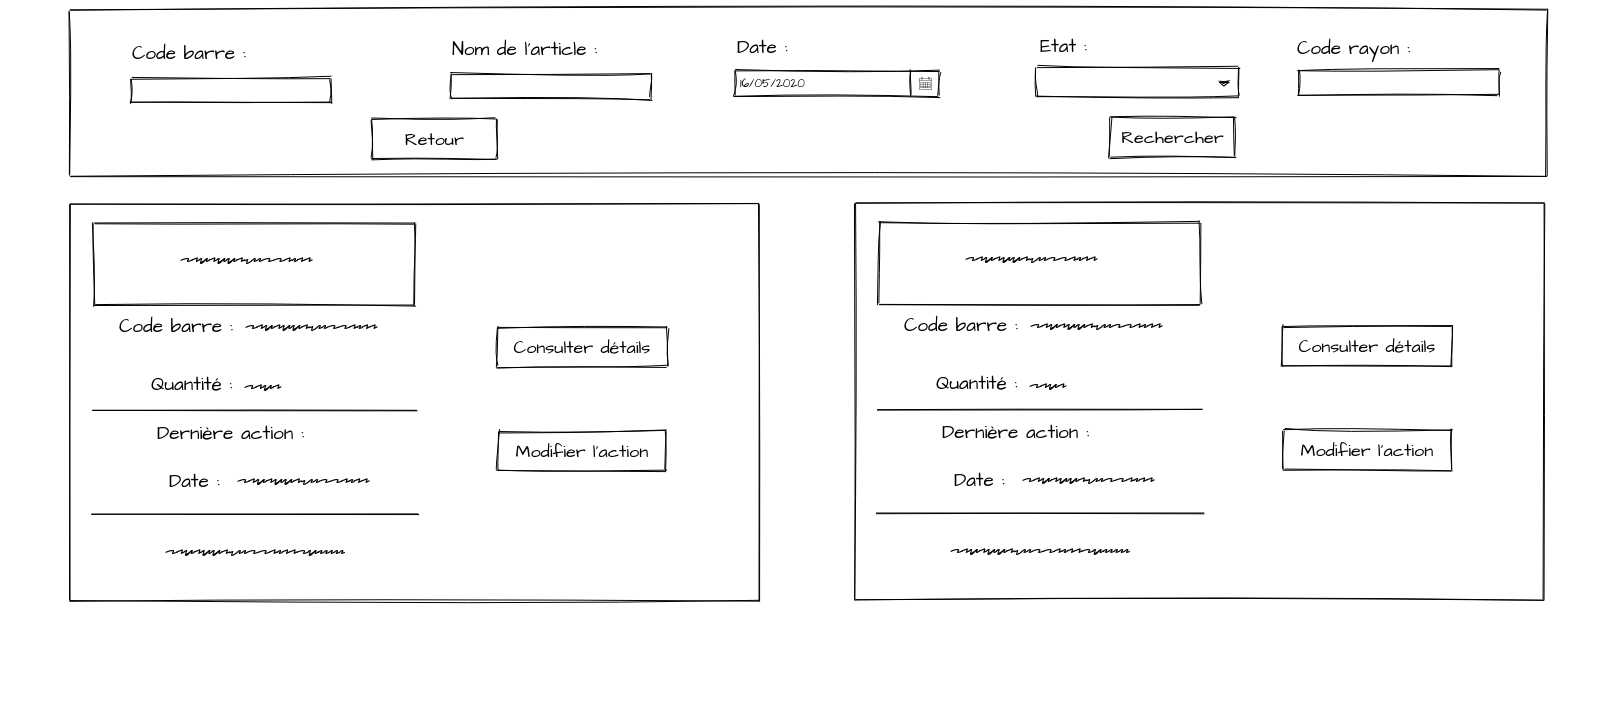 Code barre :
Nom de l'article :
Date :
Etat :
Code rayon :
16/05/2020
Retour
Rechercher
Code barre :
Consulter détails
Quantité :
Dernière action :
Modifier l'action
Date :
Code barre :
Consulter détails
Quantité :
Dernière action :
Modifier l'action
Date :